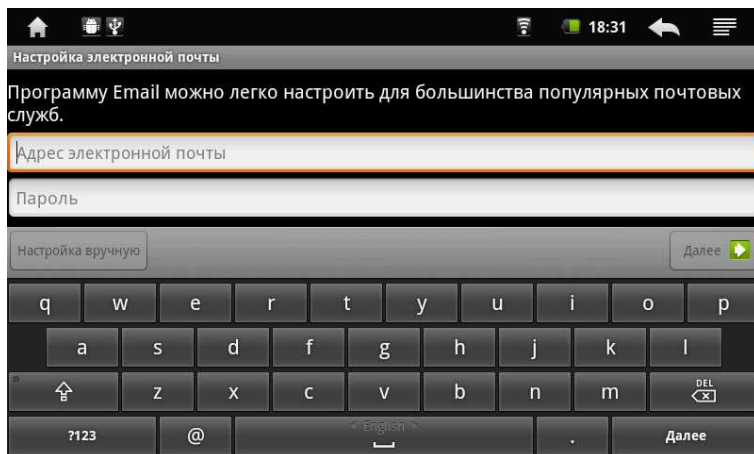 18:31
Настройка электронной почты
Программу Email можно легко настроить для большинства популярных почтовых
служб.
Адрес электронной почты
Пароль
Настройка вручную Далее
q w e r t y u i o p
a s d f g h j k l
z x c v b n m DEL
?123 @ English . Далее